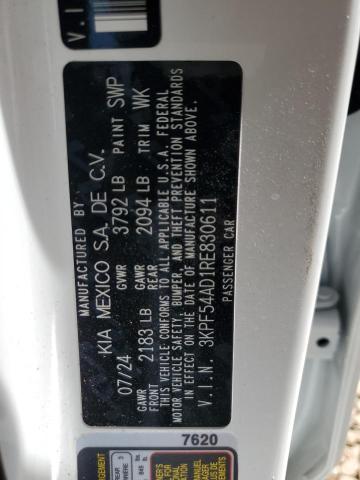 V. I
MANUFACTURED BY
KIA MEXICO S.A. DE C.V.
07/24 GVWR 3792 LB PAINT SWP
GAWR FRONT 2183 LB GAWR REAR 2094 LB TRIM WK
THIS VEHICLE CONFORMS TO ALL APPLICABLE U.S.A. FEDERAL
MOTOR VEHICLE SAFETY, BUMPER, AND THEFT PREVENTION STANDARDS
IN EFFECT ON THE DATE OF MANUFACTURE SHOWN ABOVE.
V. I. N. 3KPF54AD1RE830611
PASSENGER CAR
7620